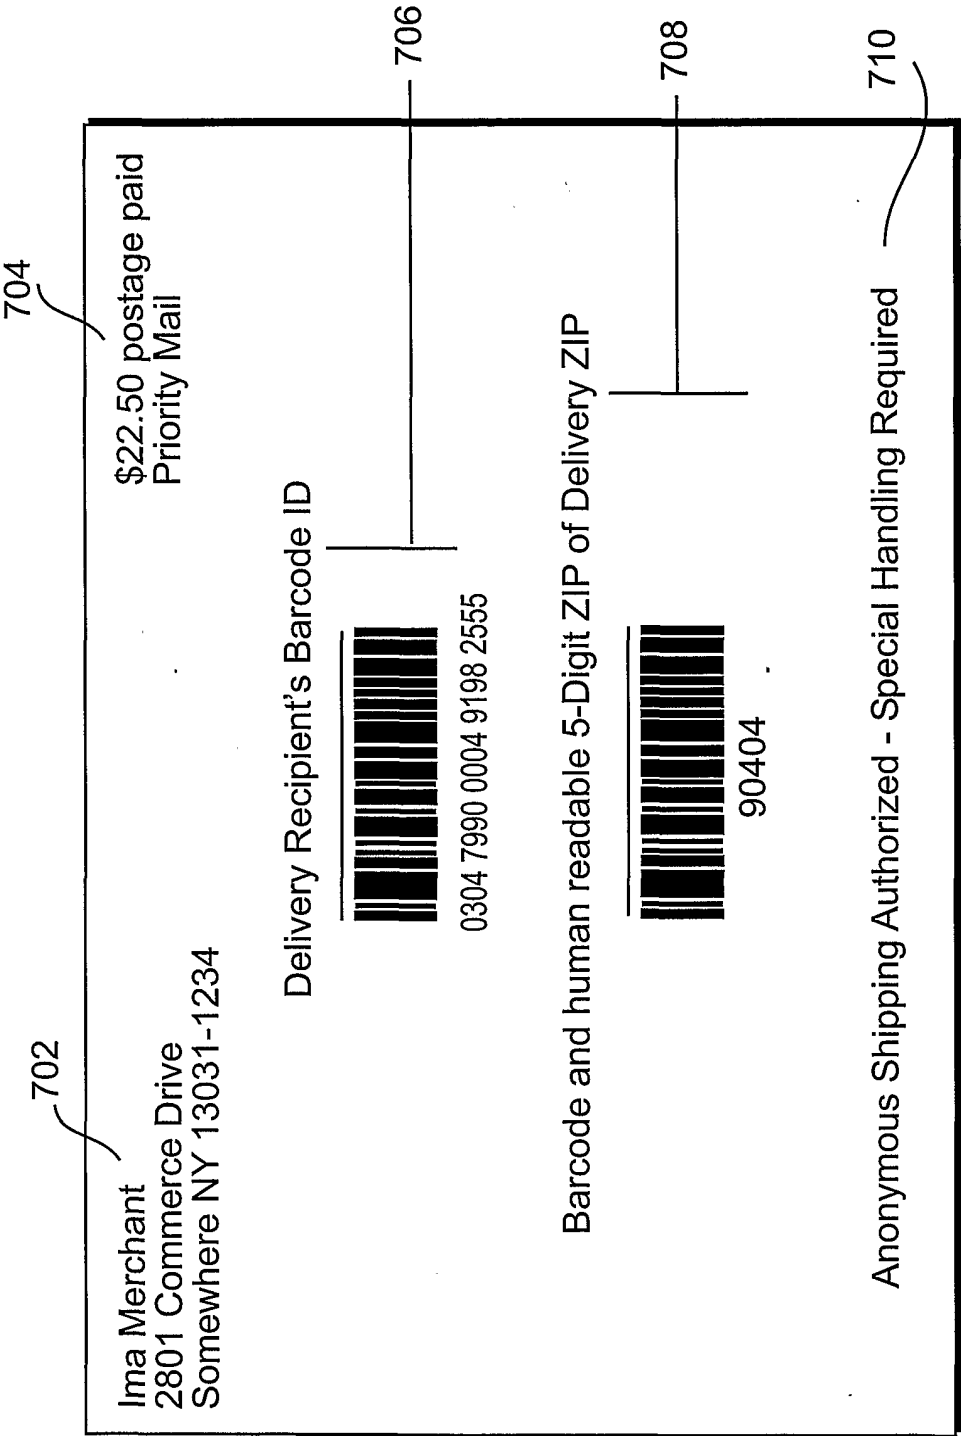 702
704
Ima Merchant
2801 Commerce Drive
Somewhere NY 13031-1234
$22.50 postage paid
Priority Mail
Delivery Recipient's Barcode ID
706
0304 7990 0004 9198 2555
Barcode and human readable 5-Digit ZIP of Delivery ZIP
708
90404
710
Anonymous Shipping Authorized - Special Handling Required